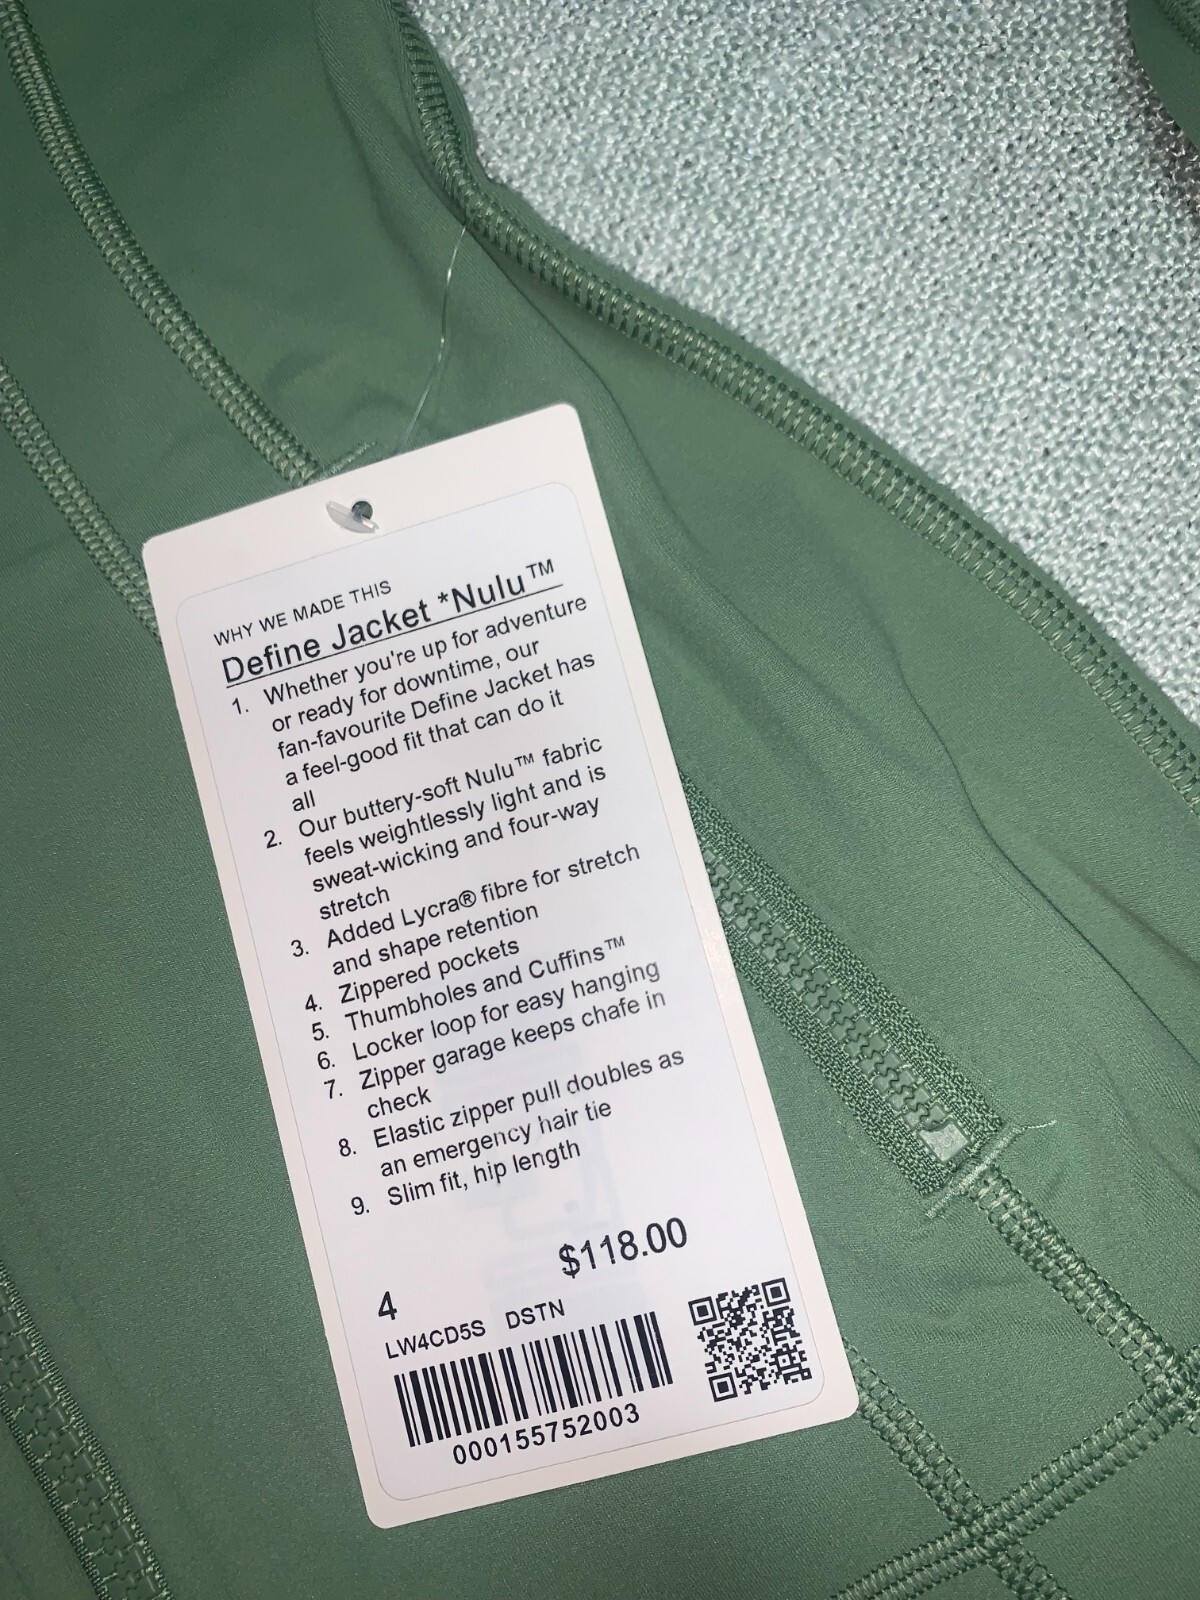 WHY WE MADE THIS
Define Jacket *Nulu™
1. Whether you're up for adventure
or ready for downtime, our
fan-favourite Define Jacket has
a feel-good fit that can do it
all
2. Our buttery-soft Nulu™ fabric
feels weightlessly light and is
sweat-wicking and four-way
stretch
3. Added Lycra® fibre for stretch
and shape retention
4. Zippered pockets
5. Thumbholes and Cuffins™
6. Locker loop for easy hanging
7. Zipper garage keeps chafe in
check
8. Elastic zipper pull doubles as
an emergency hair tie
9. Slim fit, hip length
$118.00
4
LW4CD5S DSTN
000155752003